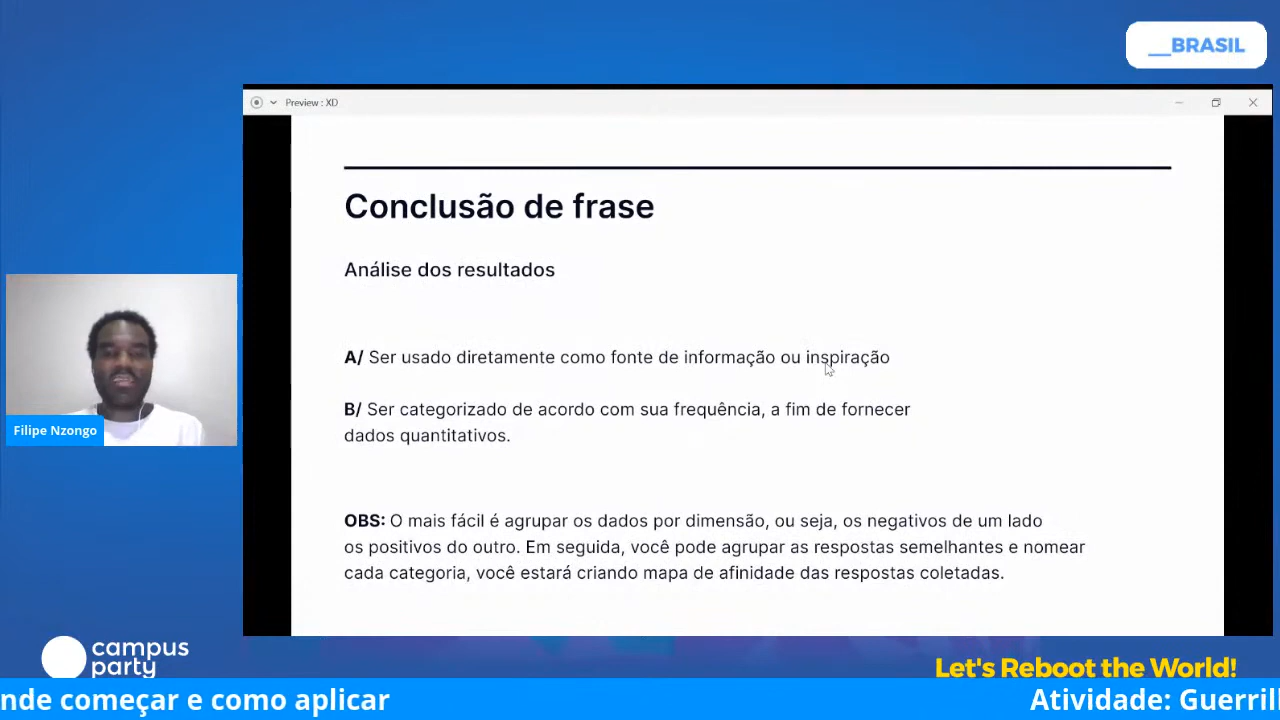 __BRASIL
Preview : XD
Conclusão de frase
Análise dos resultados
A/ Ser usado diretamente como fonte de informação ou inspiração
B/ Ser categorizado de acordo com sua frequência, a fim de fornecer
dados quantitativos.
OBS: O mais fácil é agrupar os dados por dimensão, ou seja, os negativos de um lado
os positivos do outro. Em seguida, você pode agrupar as respostas semelhantes e nomear
cada categoria, você estará criando mapa de afinidade das respostas coletadas.
Filipe Nzongo
campus
party
Let's Reboot the World!
nde começar e como aplicar
Atividade: Guerrill